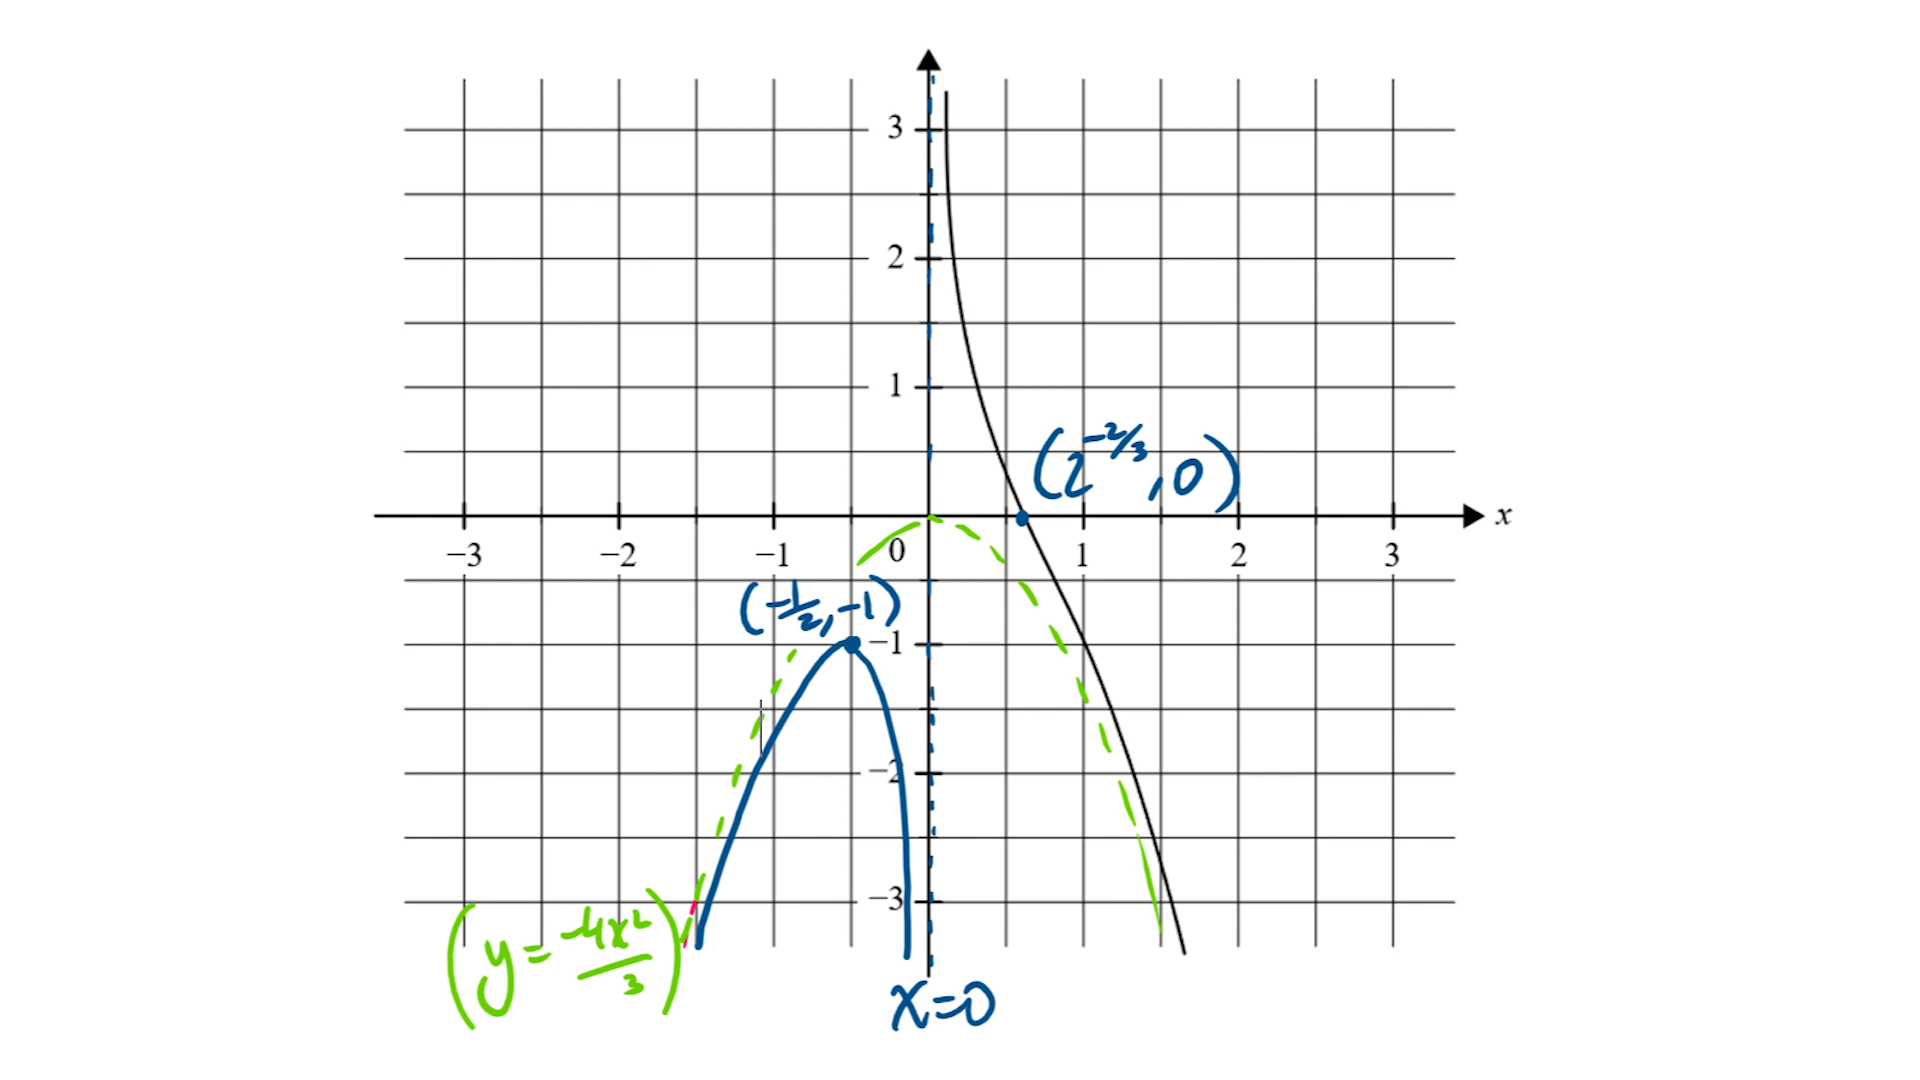 3
2
1
(2^{-2/3}, 0)
x
−3 −2 −1 0 1 2 3
(-1/2, -1)
−1
−2
−3
(y = -4x²/3)
x=0